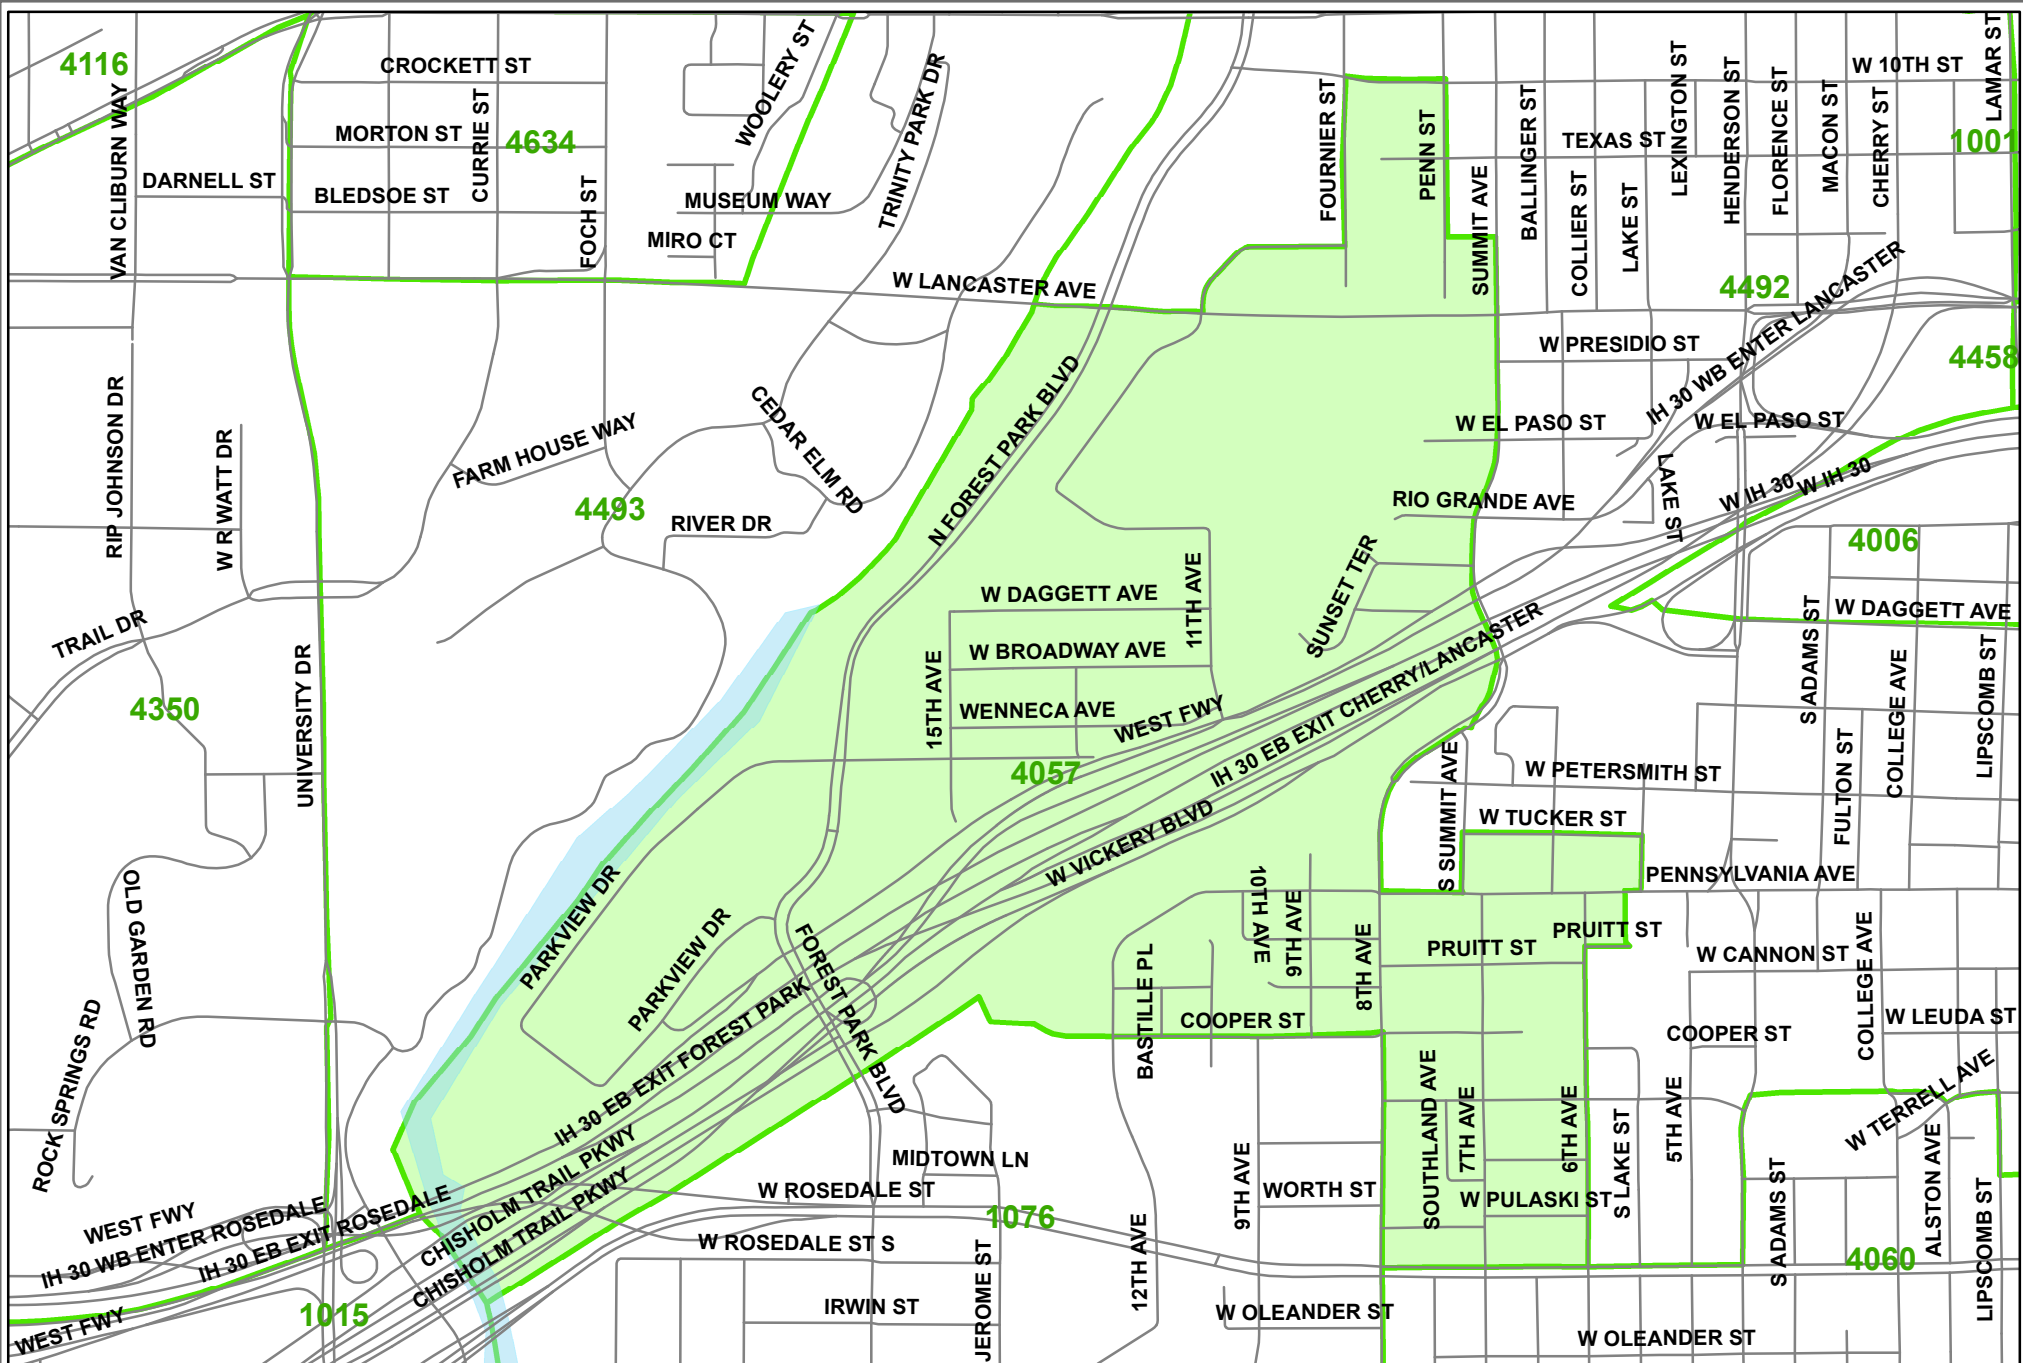 4116
CROCKETT ST
VAN CLIBURN WAY
MORTON ST
CURRIE ST
4634
DARNELL ST
BLEDSOE ST
FOCH ST
WOOLERY ST
TRINITY PARK DR
MUSEUM WAY
MIRO CT
W LANCASTER AVE
FOURNIER ST
PENN ST
SUMMIT AVE
BALLINGER ST
COLLIER ST
LAKE ST
TEXAS ST
LEXINGTON ST
HENDERSON ST
FLORENCE ST
MACON ST
CHERRY ST
W 10TH ST
LAMAR ST
1001
4492
IH 30 WB ENTER LANCASTER
W PRESIDIO ST
4458
W EL PASO ST
W EL PASO ST
RIP JOHNSON DR
W R WATT DR
FARM HOUSE WAY
CEDAR ELM RD
N FOREST PARK BLVD
4493
RIVER DR
RIO GRANDE AVE
LAKE ST
W IH 30
W IH 30
4006
SUNSET TER
11TH AVE
W DAGGETT AVE
W DAGGETT AVE
TRAIL DR
UNIVERSITY DR
W BROADWAY AVE
15TH AVE
WENNECA AVE
WEST FWY
IH 30 EB EXIT CHERRY/LANCASTER
S ADAMS ST
COLLEGE AVE
LIPSCOMB ST
4350
4057
W VICKERY BLVD
S SUMMIT AVE
W PETERSMITH ST
FULTON ST
W TUCKER ST
PENNSYLVANIA AVE
OLD GARDEN RD
PARKVIEW DR
PARKVIEW DR
FOREST PARK BLVD
10TH AVE
9TH AVE
8TH AVE
PRUITT ST
PRUITT ST
W CANNON ST
COLLEGE AVE
BASTILLE PL
COOPER ST
COOPER ST
W LEUDA ST
ROCK SPRINGS RD
IH 30 EB EXIT FOREST PARK
SOUTHLAND AVE
7TH AVE
6TH AVE
S LAKE ST
5TH AVE
W TERRELL AVE
MIDTOWN LN
CHISHOLM TRAIL PKWY
CHISHOLM TRAIL PKWY
W ROSEDALE ST
9TH AVE
WORTH ST
W PULASKI ST
S ADAMS ST
ALSTON AVE
LIPSCOMB ST
WEST FWY
IH 30 WB ENTER ROSEDALE
IH 30 EB EXIT ROSEDALE
1076
W ROSEDALE ST S
12TH AVE
4060
1015
IRWIN ST
JEROME ST
W OLEANDER ST
WEST FWY
W OLEANDER ST